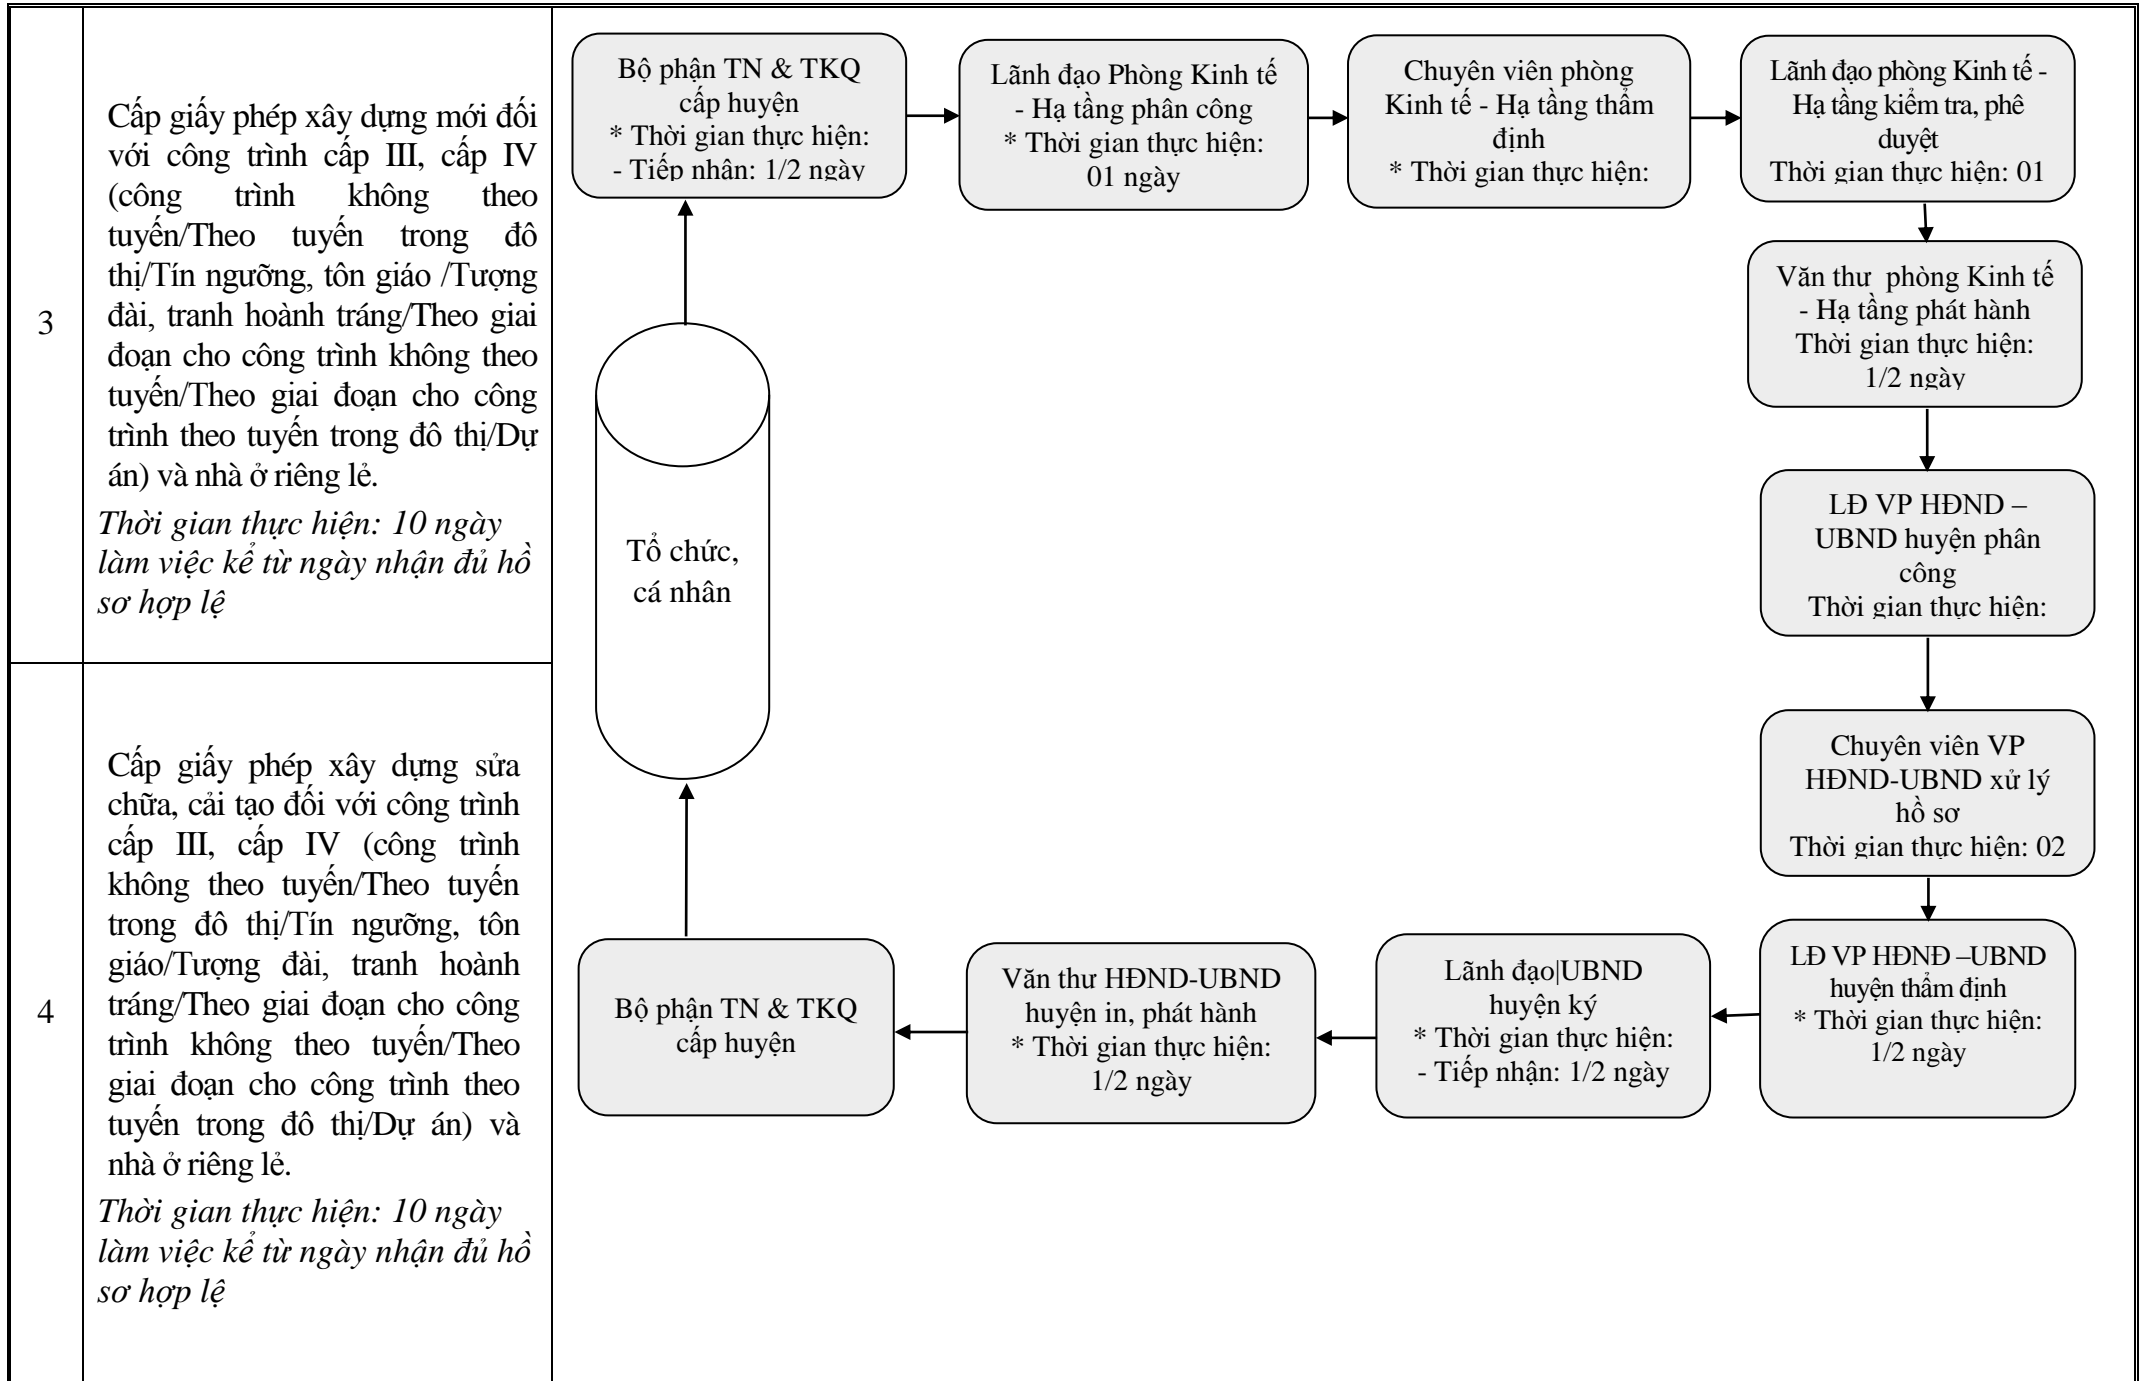 3
Cấp giấy phép xây dựng mới đối
với công trình cấp III, cấp IV
(công trình không theo
tuyến/Theo tuyến trong đô
thị/Tín ngưỡng, tôn giáo /Tượng
đài, tranh hoành tráng/Theo giai
đoạn cho công trình không theo
tuyến/Theo giai đoạn cho công
trình theo tuyến trong đô thị/Dự
án) và nhà ở riêng lẻ.
Thời gian thực hiện: 10 ngày
làm việc kể từ ngày nhận đủ hồ
sơ hợp lệ
4
Cấp giấy phép xây dựng sửa
chữa, cải tạo đối với công trình
cấp III, cấp IV (công trình
không theo tuyến/Theo tuyến
trong đô thị/Tín ngưỡng, tôn
giáo/Tượng đài, tranh hoành
tráng/Theo giai đoạn cho công
trình không theo tuyến/Theo
giai đoạn cho công trình theo
tuyến trong đô thị/Dự án) và
nhà ở riêng lẻ.
Thời gian thực hiện: 10 ngày
làm việc kể từ ngày nhận đủ hồ
sơ hợp lệ
Bộ phận TN & TKQ
cấp huyện
* Thời gian thực hiện:
- Tiếp nhận: 1/2 ngày
Lãnh đạo Phòng Kinh tế
- Hạ tầng phân công
* Thời gian thực hiện:
01 ngày
Chuyên viên phòng
Kinh tế - Hạ tầng thẩm
định
* Thời gian thực hiện:
Lãnh đạo phòng Kinh tế -
Hạ tầng kiểm tra, phê
duyệt
Thời gian thực hiện: 01
Văn thư phòng Kinh tế
- Hạ tầng phát hành
Thời gian thực hiện:
1/2 ngày
LĐ VP HĐND –
UBND huyện phân
công
Thời gian thực hiện:
Chuyên viên VP
HĐND-UBND xử lý
hồ sơ
Thời gian thực hiện: 02
LĐ VP HĐNĐ –UBND
huyện thẩm định
* Thời gian thực hiện:
1/2 ngày
Lãnh đạo|UBND
huyện ký
* Thời gian thực hiện:
- Tiếp nhận: 1/2 ngày
Văn thư HĐND-UBND
huyện in, phát hành
* Thời gian thực hiện:
1/2 ngày
Bộ phận TN & TKQ
cấp huyện
Tổ chức,
cá nhân